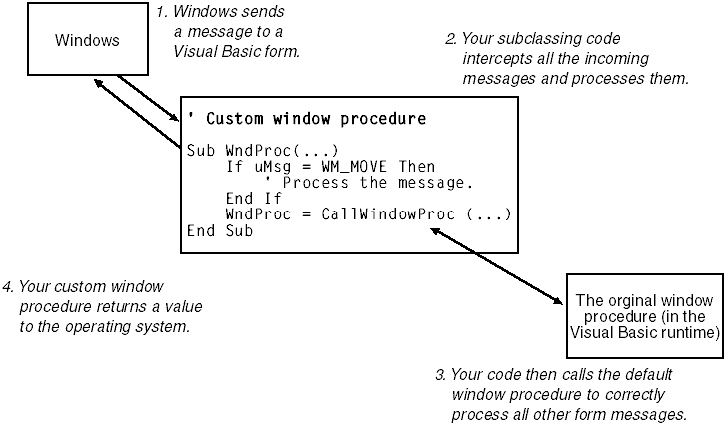 Windows
1. Windows sends
a message to a
Visual Basic form.
2. Your subclassing code
intercepts all the incoming
messages and processes them.
' Custom window procedure
Sub WndProc(...)
If uMsg = WM_MOVE Then
' Process the message.
End If
WndProc = CallWindowProc (...)
End Sub
4. Your custom window
procedure returns a value
to the operating system.
The orginal window
procedure (in the
Visual Basic runtime)
3. Your code then calls the default
window procedure to correctly
process all other form messages.